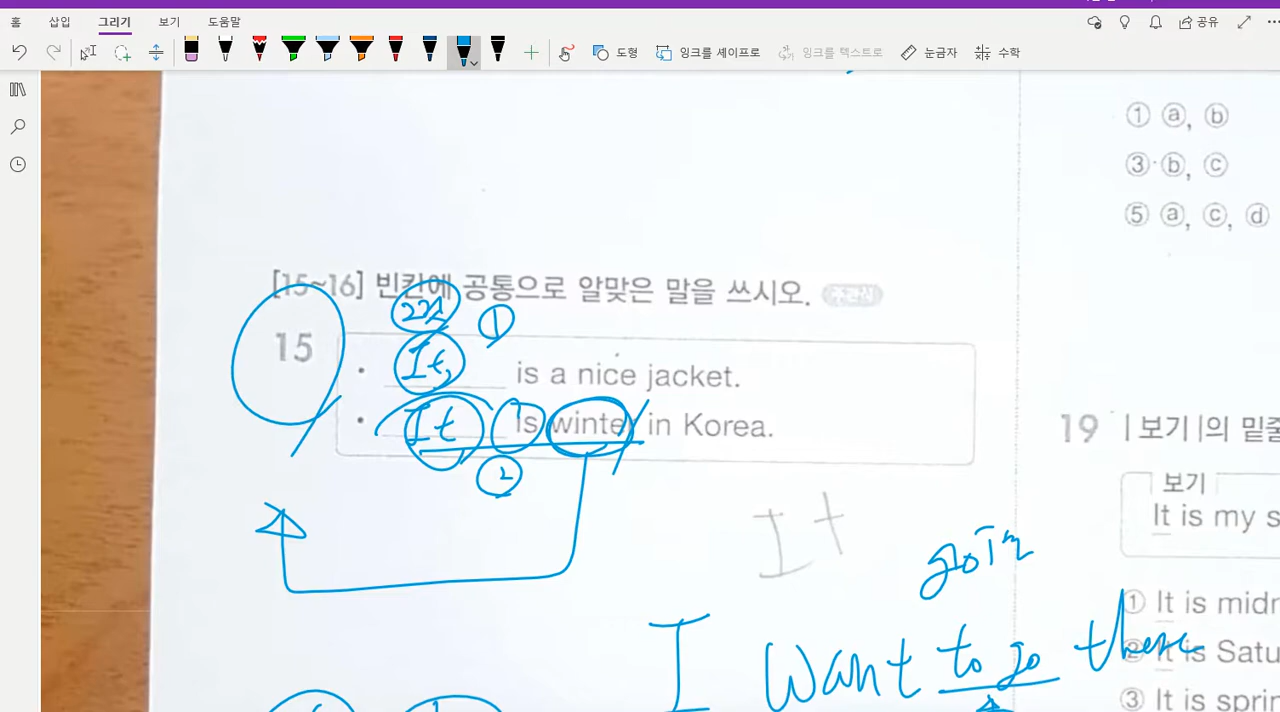 홈 삽입 그리기 보기 도움말 공유
도형 잉크를 셰이프로 잉크를 텍스트로 눈금자 수학
① ⓐ, ⓑ
③ ⓑ, ⓒ
⑤ ⓐ, ⓒ, ⓓ
[15~16] 빈칸에 공통으로 알맞은 말을 쓰시오. 주관식
①
15
• It, is a nice jacket.
• It is winter in Korea.
②
It
19 |보기|의 밑줄
보기
It is my s
goin
① It is midn
I want to go there
② It is Satu
③ It is sprin